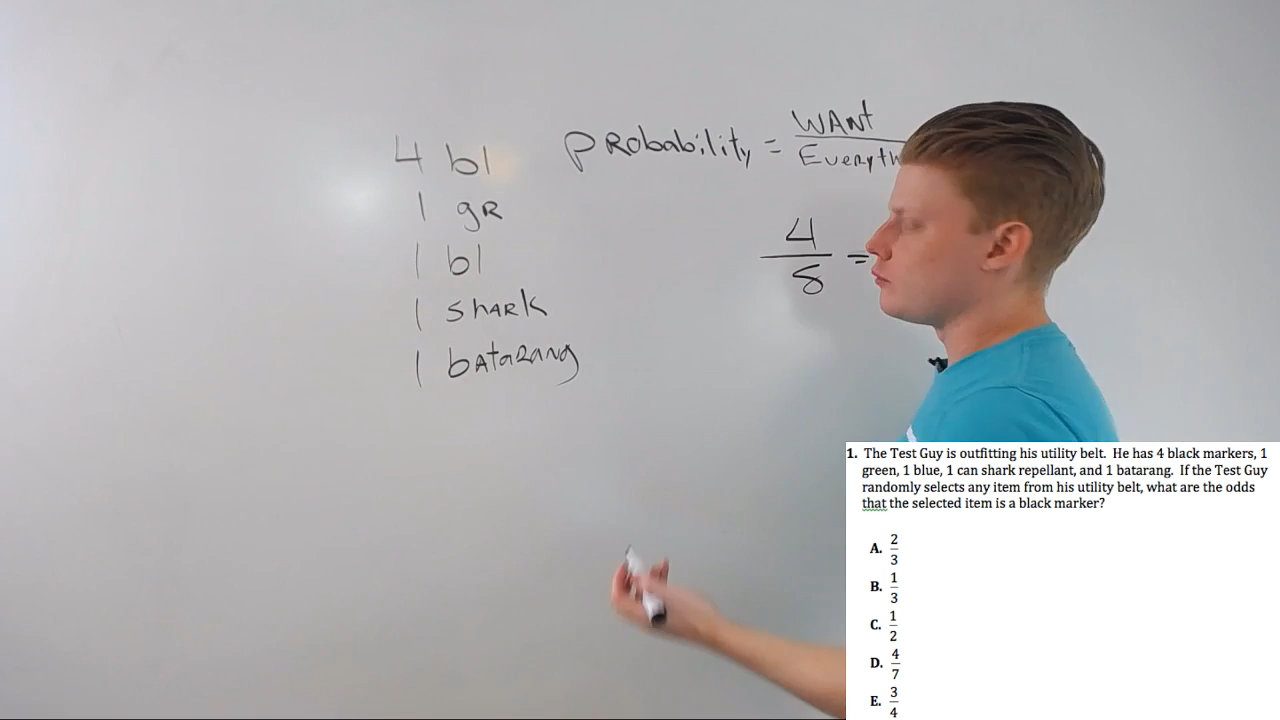 4 bl
1 gR
1 bl
1 shARk
1 bAtaRang
PRobability = WANt
Everyth
4
8 =
1. The Test Guy is outfitting his utility belt. He has 4 black markers, 1
green, 1 blue, 1 can shark repellant, and 1 batarang. If the Test Guy
randomly selects any item from his utility belt, what are the odds
that the selected item is a black marker?
A. 2/3
B. 1/3
C. 1/2
D. 4/7
E. 3/4